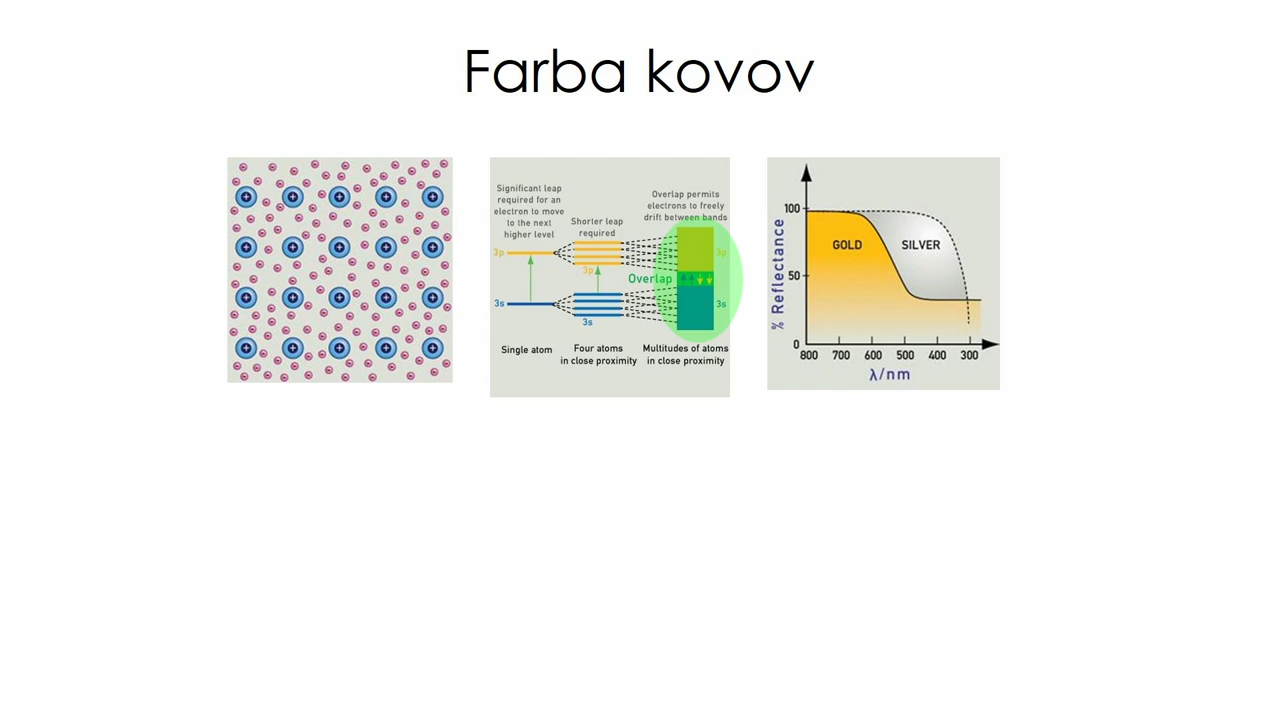 Farba kovov
Significant leap
required for an
electron to move
to the next
higher level
Shorter leap
required
Overlap permits
electrons to freely
drift between bands
3p
3p
3p
Overlap
3s
3s
3s
Single atom
Four atoms
in close proximity
Multitudes of atoms
in close proximity
% Reflectance
100
50
0
GOLD
SILVER
800 700 600 500 400 300
λ/nm